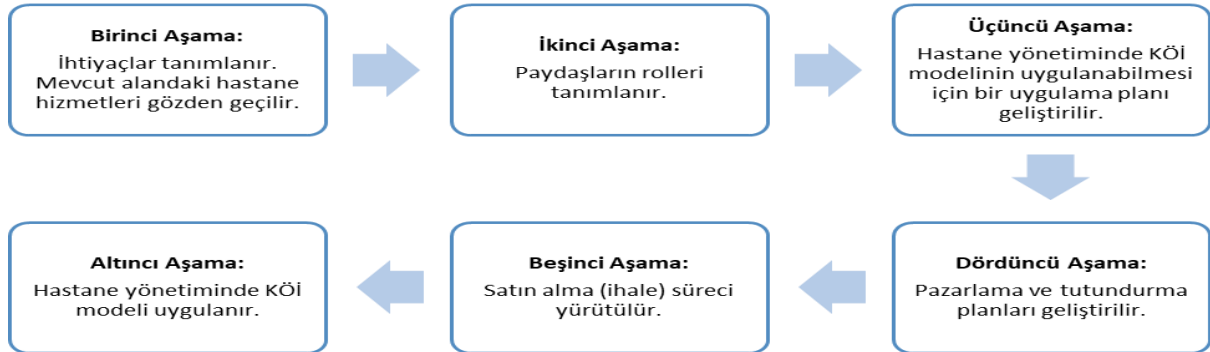 Birinci Aşama:
İhtiyaçlar tanımlanır.
Mevcut alandaki hastane
hizmetleri gözden geçilir.
İkinci Aşama:
Paydaşların rolleri
tanımlanır.
Üçüncü Aşama:
Hastane yönetiminde KÖİ
modelinin uygulanabilmesi
için bir uygulama planı
geliştirilir.
Dördüncü Aşama:
Pazarlama ve tutundurma
planları geliştirilir.
Beşinci Aşama:
Satın alma (ihale) süreci
yürütülür.
Altıncı Aşama:
Hastane yönetiminde KÖİ
modeli uygulanır.